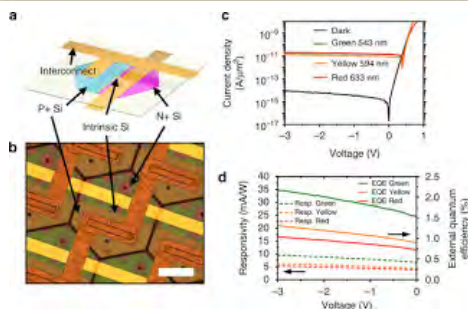 a
Interconnect
P+ Si
Intrinsic Si
N+ Si
b
c
Current density
(A/μm²)
10⁻⁹
10⁻¹¹
10⁻¹³
10⁻¹⁵
10⁻¹⁷
Dark
Green 543 nm
Yellow 594 nm
Red 633 nm
−3
−2
−1
0
1
Voltage (V)
d
Responsivity (mA/W)
40
35
30
25
20
15
10
5
0
EQE Green
EQE Yellow
EQE Red
Resp. Green
Resp. Yellow
Resp. Red
2.5
2.0
1.5
1.0
0.5
0.0
External quantum
efficiency (%)
−3
−2
−1
0
Voltage (V)